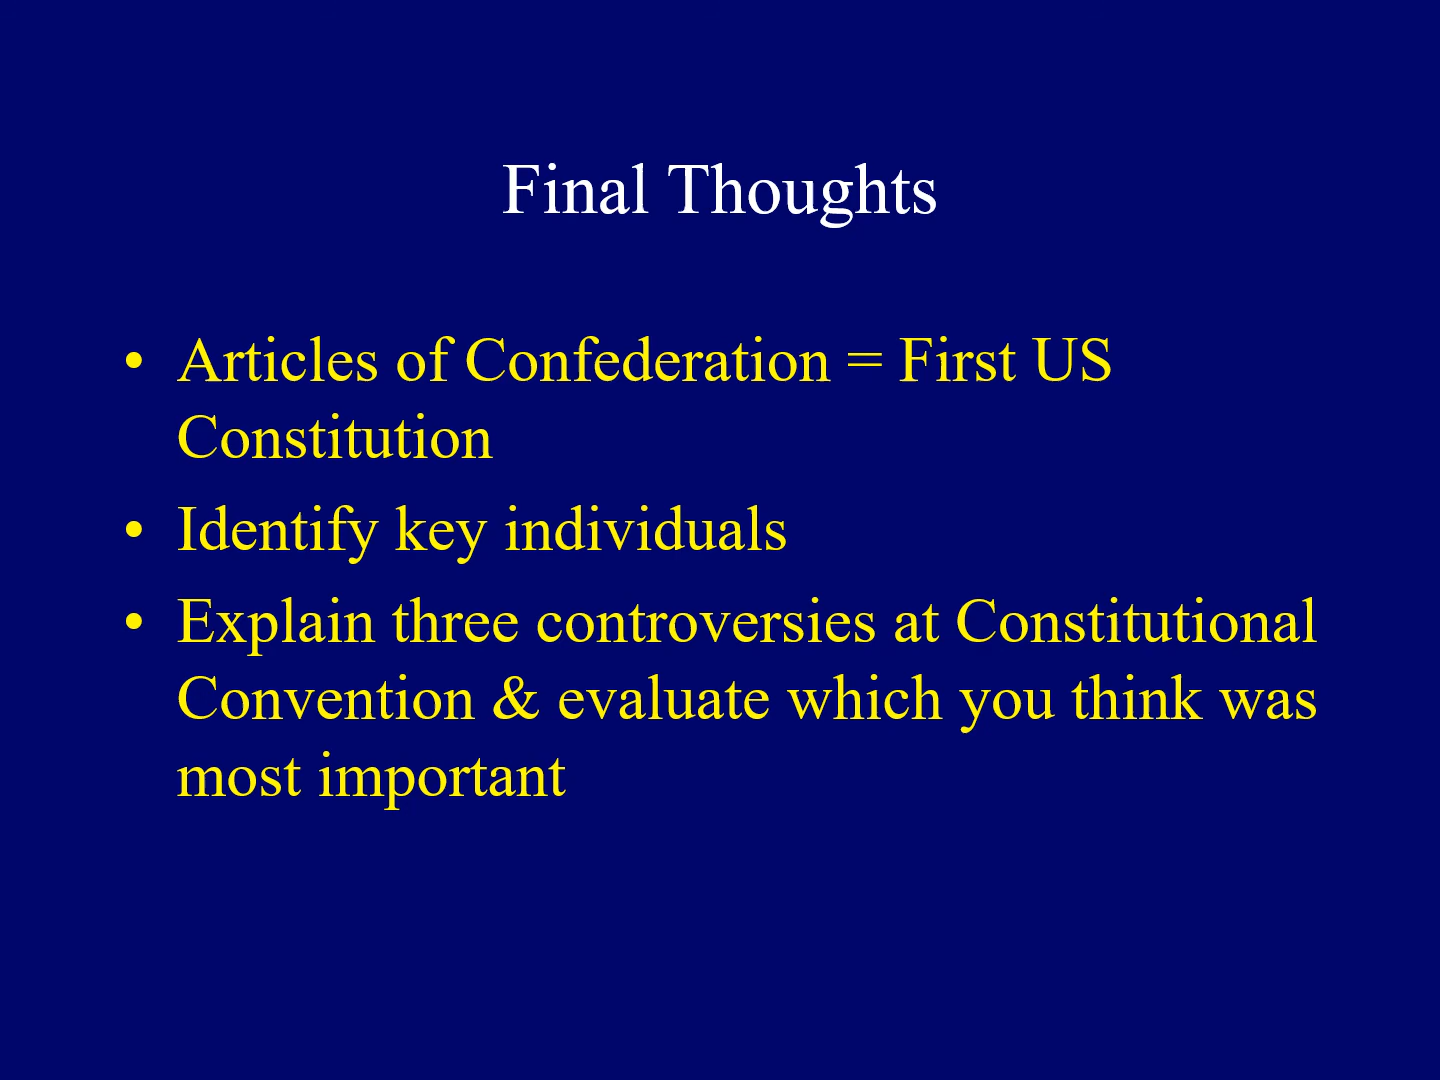 Final Thoughts
• Articles of Confederation = First US
Constitution
• Identify key individuals
• Explain three controversies at Constitutional
Convention & evaluate which you think was
most important